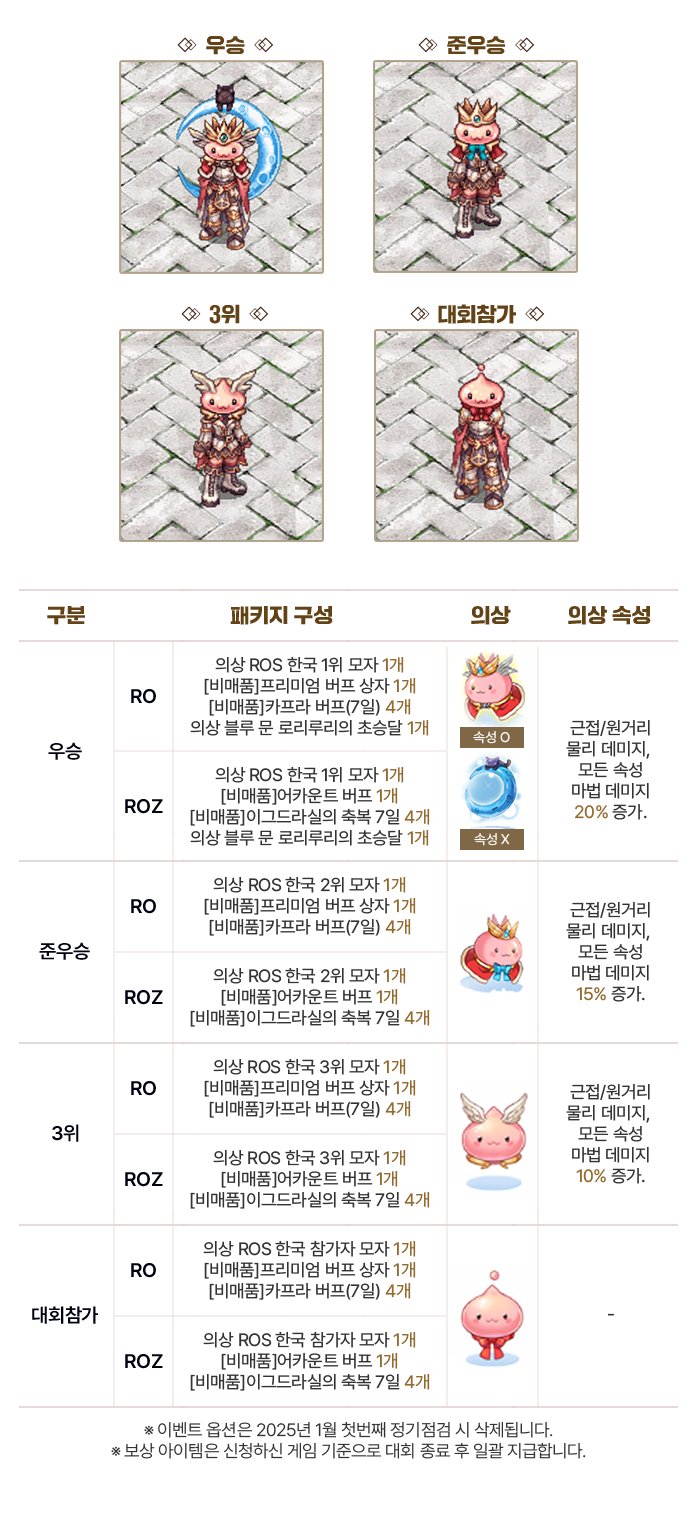 우승
준우승
3위
대회참가
구분
패키지 구성
의상
의상 속성
우승
RO
의상 ROS 한국 1위 모자 1개
[비매품]프리미엄 버프 상자 1개
[비매품]카프라 버프(7일) 4개
의상 블루 문 로리루리의 초승달 1개
ROZ
의상 ROS 한국 1위 모자 1개
[비매품]어카운트 버프 1개
[비매품]이그드라실의 축복 7일 4개
의상 블루 문 로리루리의 초승달 1개
속성 O
속성 X
근접/원거리
물리 데미지,
모든 속성
마법 데미지
20% 증가.
준우승
RO
의상 ROS 한국 2위 모자 1개
[비매품]프리미엄 버프 상자 1개
[비매품]카프라 버프(7일) 4개
ROZ
의상 ROS 한국 2위 모자 1개
[비매품]어카운트 버프 1개
[비매품]이그드라실의 축복 7일 4개
근접/원거리
물리 데미지,
모든 속성
마법 데미지
15% 증가.
3위
RO
의상 ROS 한국 3위 모자 1개
[비매품]프리미엄 버프 상자 1개
[비매품]카프라 버프(7일) 4개
ROZ
의상 ROS 한국 3위 모자 1개
[비매품]어카운트 버프 1개
[비매품]이그드라실의 축복 7일 4개
근접/원거리
물리 데미지,
모든 속성
마법 데미지
10% 증가.
대회참가
RO
의상 ROS 한국 참가자 모자 1개
[비매품]프리미엄 버프 상자 1개
[비매품]카프라 버프(7일) 4개
ROZ
의상 ROS 한국 참가자 모자 1개
[비매품]어카운트 버프 1개
[비매품]이그드라실의 축복 7일 4개
-
※ 이벤트 옵션은 2025년 1월 첫번째 정기점검 시 삭제됩니다.
※ 보상 아이템은 신청하신 게임 기준으로 대회 종료 후 일괄 지급합니다.